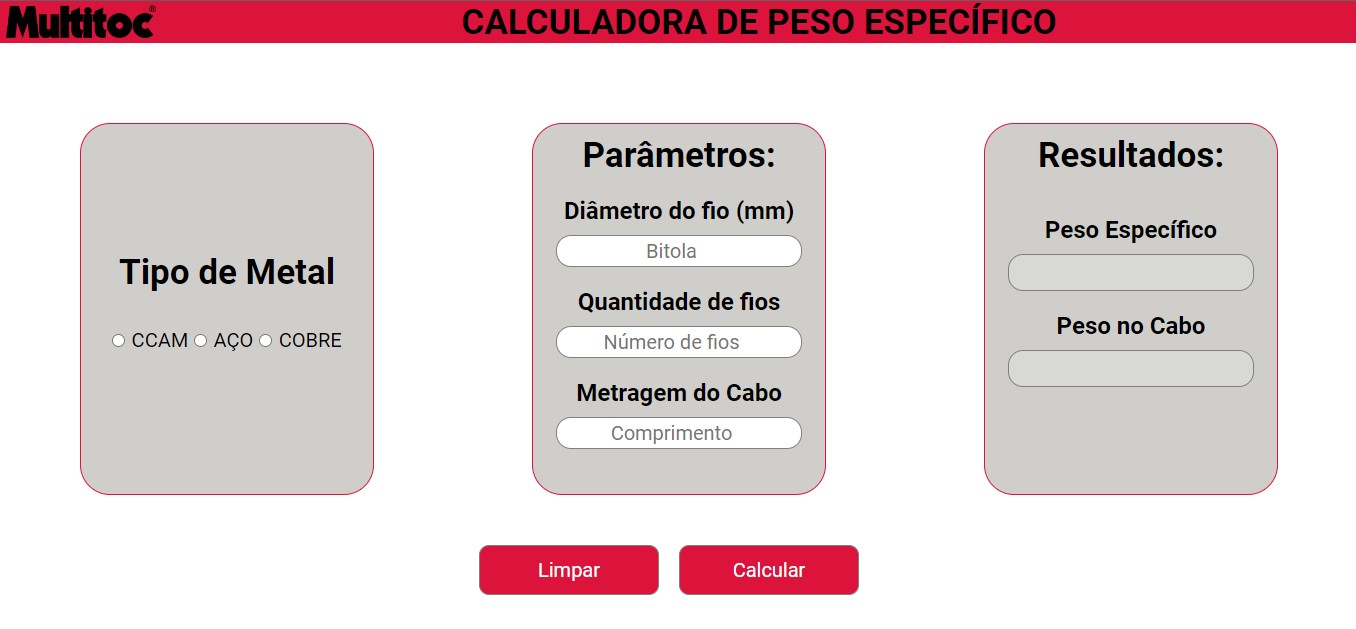 Multitoc®
CALCULADORA DE PESO ESPECÍFICO
Tipo de Metal
CCAM AÇO COBRE
Parâmetros:
Diâmetro do fio (mm)
Bitola
Quantidade de fios
Número de fios
Metragem do Cabo
Comprimento
Resultados:
Peso Específico
Peso no Cabo
Limpar
Calcular